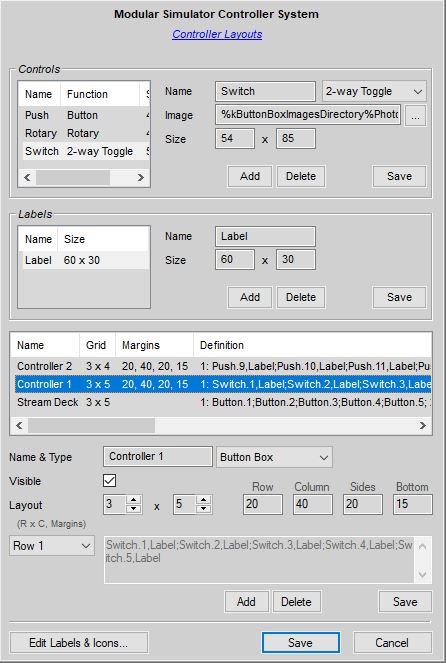 Modular Simulator Controller System
Controller Layouts
Controls
Name Function S
Push Button 4
Rotary Rotary 4
Switch 2-way Toggle 5
Name Switch 2-way Toggle
Image %kButtonBoxImagesDirectory%Photo ...
Size 54 x 85
Add Delete Save
Labels
Name Size
Label 60 x 30
Name Label
Size 60 x 30
Add Delete Save
Name Grid Margins Definition
Controller 2 3 x 4 20, 40, 20, 15 1: Push.9,Label;Push.10,Label;Push.11,Label;Pus
Controller 1 3 x 5 20, 40, 20, 15 1: Switch.1,Label;Switch.2,Label;Switch.3,Label
Stream Deck 3 x 5 1: Button.1;Button.2;Button.3;Button.4;Button.5; 2
Name & Type Controller 1 Button Box
Visible
Row Column Sides Bottom
Layout 3 x 5 20 40 20 15
(R x C, Margins)
Row 1
Switch.1,Label;Switch.2,Label;Switch.3,Label;Switch.4,Label;Sw
itch.5,Label
Add Delete Save
Edit Labels & Icons... Save Cancel